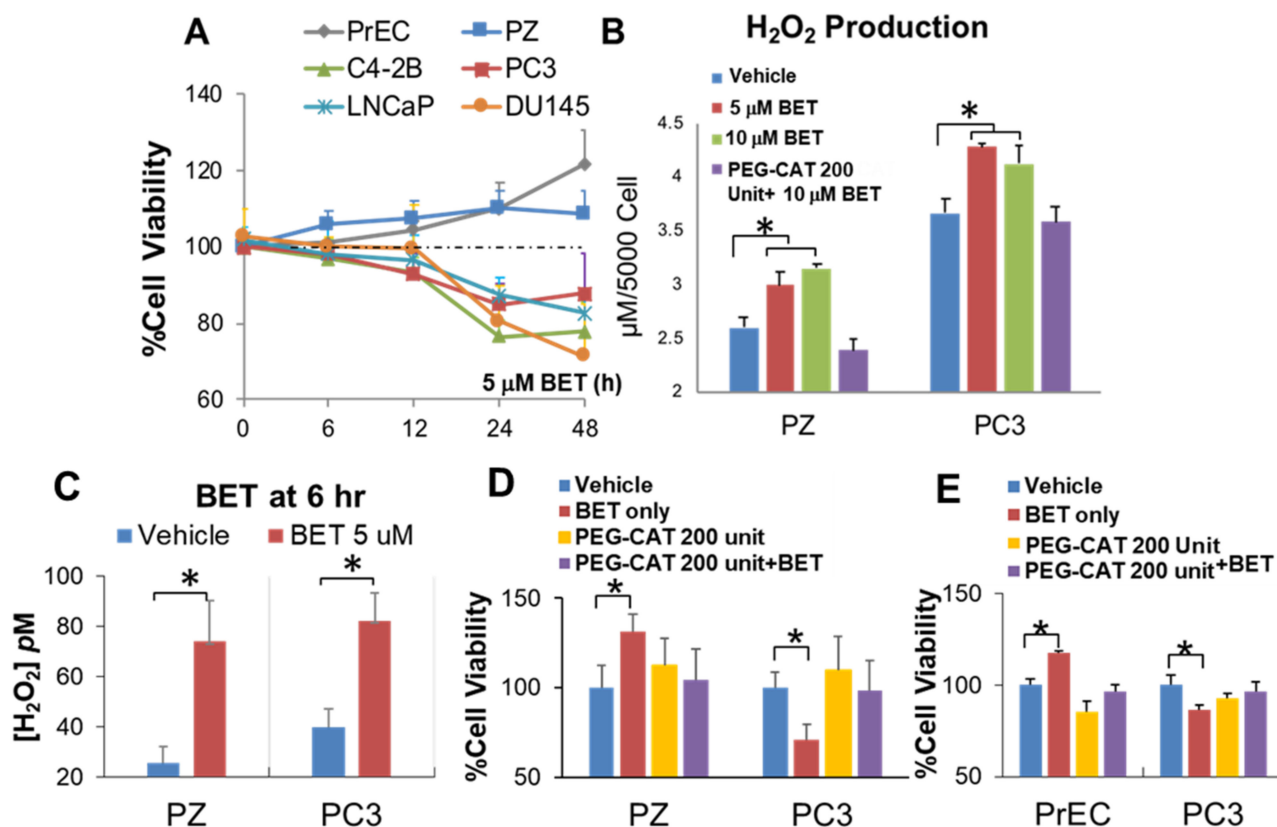 A
PrEC
PZ
C4-2B
PC3
LNCaP
DU145
%Cell Viability
140
120
100
80
60
5 μM BET (h)
0 6 12 24 48
B
H₂O₂ Production
Vehicle
5 μM BET
10 μM BET
PEG-CAT 200
Unit+ 10 μM BET
μM/5000 Cell
4.5
4
3.5
3
2.5
2
*
*
PZ PC3
C
BET at 6 hr
Vehicle BET 5 uM
[H₂O₂] pM
100
80
60
40
20
*
*
PZ PC3
D
Vehicle
BET only
PEG-CAT 200 unit
PEG-CAT 200 unit+BET
%Cell Viability
150
100
50
*
*
PZ PC3
E
Vehicle
BET only
PEG-CAT 200 Unit
PEG-CAT 200 unit+BET
%Cell Viability
150
100
50
*
*
PrEC PC3